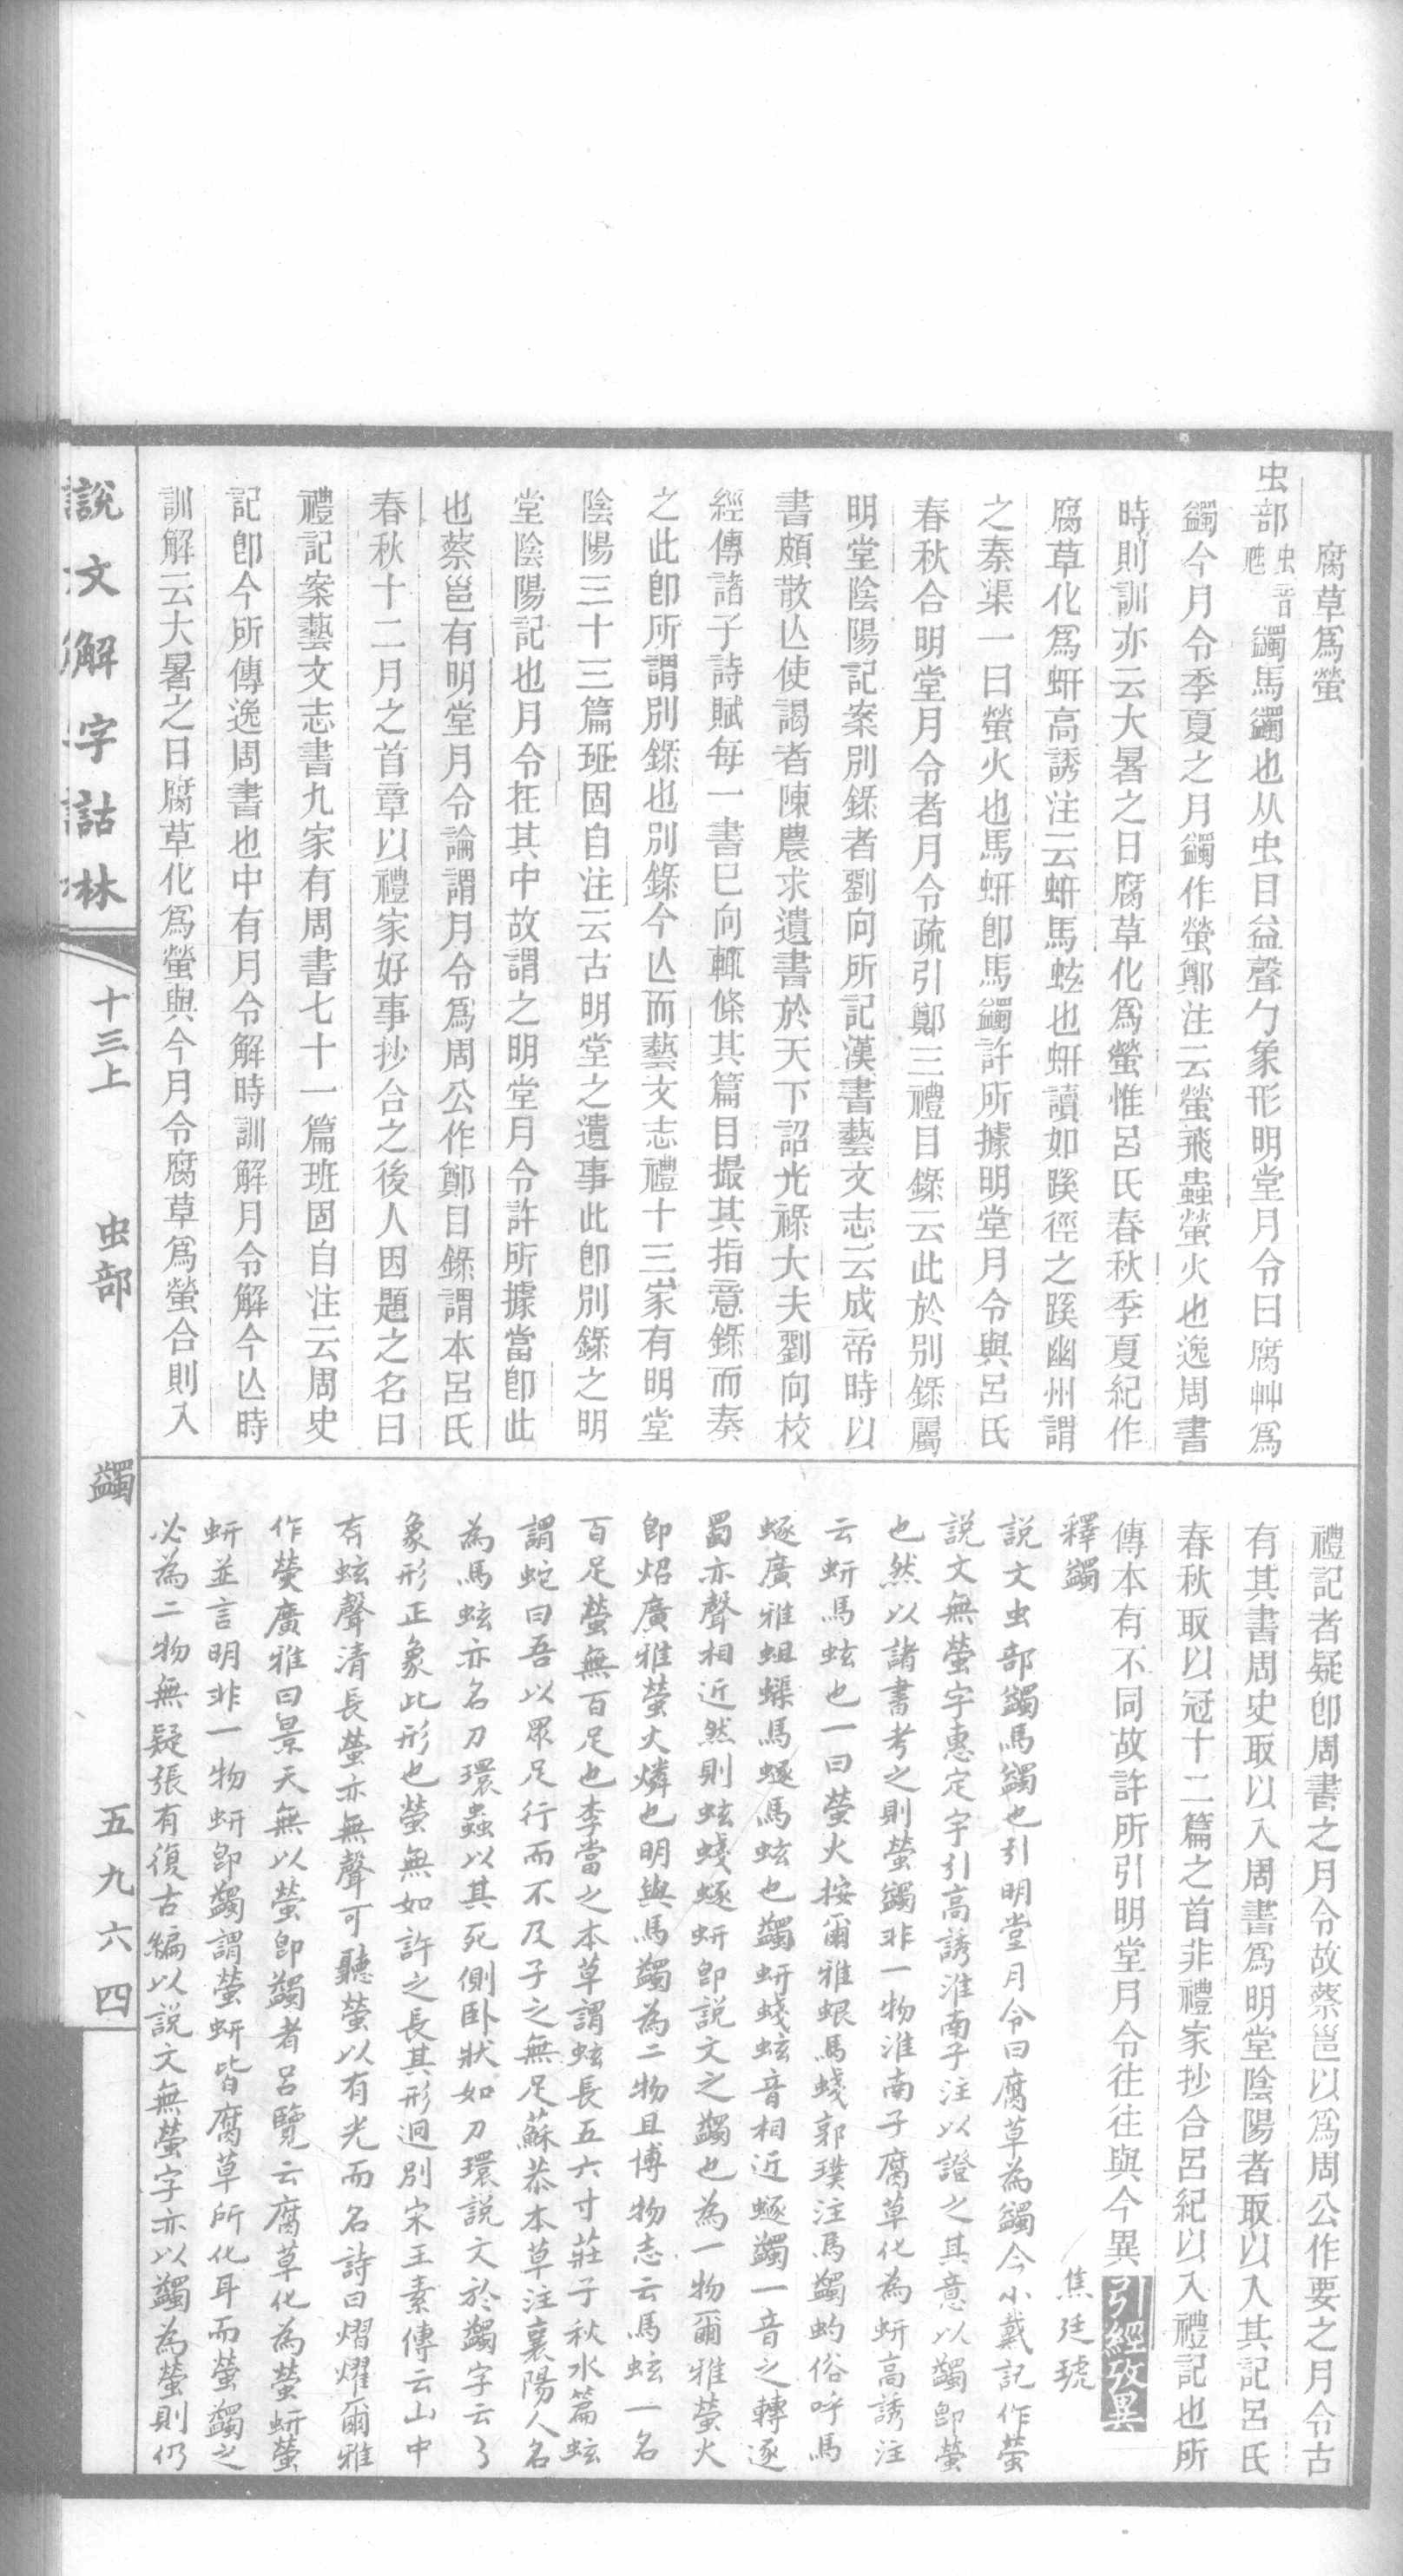 腐草爲螢
虫部虫音虺蠲馬蠲也从虫目益聲勹象形明堂月令曰腐艸爲
蠲今月令季夏之月蠲作螢鄭注云螢飛蟲螢火也逸周書
時則訓亦云大暑之日腐草化爲螢惟呂氏春秋季夏紀作
腐草化爲蚈高誘注云蚈馬蚿也蚈讀如蹊徑之蹊幽州謂
之秦渠一曰螢火也馬蚈卽馬蠲許所據明堂月令與呂氏
春秋合明堂月令者月令疏引鄭三禮目錄云此於別錄屬
明堂陰陽記案別錄者劉向所記漢書藝文志云成帝時以
書頗散亾使謁者陳農求遺書於天下詔光祿大夫劉向校
經傳諸子詩賦每一書已向輒條其篇目撮其指意錄而奏
之此卽所謂別錄也別錄今亾而藝文志禮十三家有明堂
陰陽三十三篇班固自注云古明堂之遺事此卽別錄之明
堂陰陽記也月令在其中故謂之明堂月令許所據當卽此
也蔡邕有明堂月令論謂月令爲周公作鄭目錄謂本呂氏
春秋十二月之首章以禮家好事抄合之後人因題之名曰
禮記案藝文志書九家有周書七十一篇班固自注云周史
記卽今所傳逸周書也中有月令解時訓解月令解今亾時
訓解云大暑之日腐草化爲螢與今月令腐草爲螢合則入
禮記者疑卽周書之月令故蔡邕以爲周公作要之月令古
有其書周史取以入周書爲明堂陰陽者取以入其記呂氏
春秋取以冠十二篇之首非禮家抄合呂紀以入禮記也所
傳本有不同故許所引明堂月令往往與今異引經攷異
釋蠲 焦廷琥
說文虫部蠲馬蠲也引明堂月令曰腐草為蠲今小戴記作螢
說文無螢字惠定宇引高誘淮南子注以證之其意以蠲卽螢
也然以諸書考之則螢蠲非一物淮南子腐草化為蚈高誘注
云蚈馬蚿也一曰螢火按爾雅蛝馬蝬郭璞注馬蠲蚐俗呼馬
蝬廣雅蛆蟝馬蝬馬蚿也蠲蚈蝬蚿音相近蝬蠲一音之轉逐
蜀亦聲相近然則蚿蝬蝬蚈卽說文之蠲也為一物爾雅螢火
卽炤廣雅螢火燐也明與馬蠲為二物且博物志云馬蚿一名
百足螢無百足也李當之本草謂蚿長五六寸莊子秋水篇蚿
謂蛇曰吾以眾足行而不及子之無足蘇恭本草注襄陽人名
為馬蚿亦名刀環蟲以其死側臥狀如刀環說文於蠲字云勹
象形正象此形也螢無如許之長其形迥別宋王素傳云山中
有蚿聲清長螢亦無聲可聽螢以有光而名詩曰熠燿爾雅
作熒廣雅曰景天無以螢卽蠲者呂覽云腐草化為螢蚈螢
蚈並言明非一物蚈卽蠲謂螢蚈皆腐草所化耳而螢蠲之
必為二物無疑張有復古編以說文無螢字亦以蠲為螢則仍
說文解字詁林
十三上
虫部
蠲
五九六四